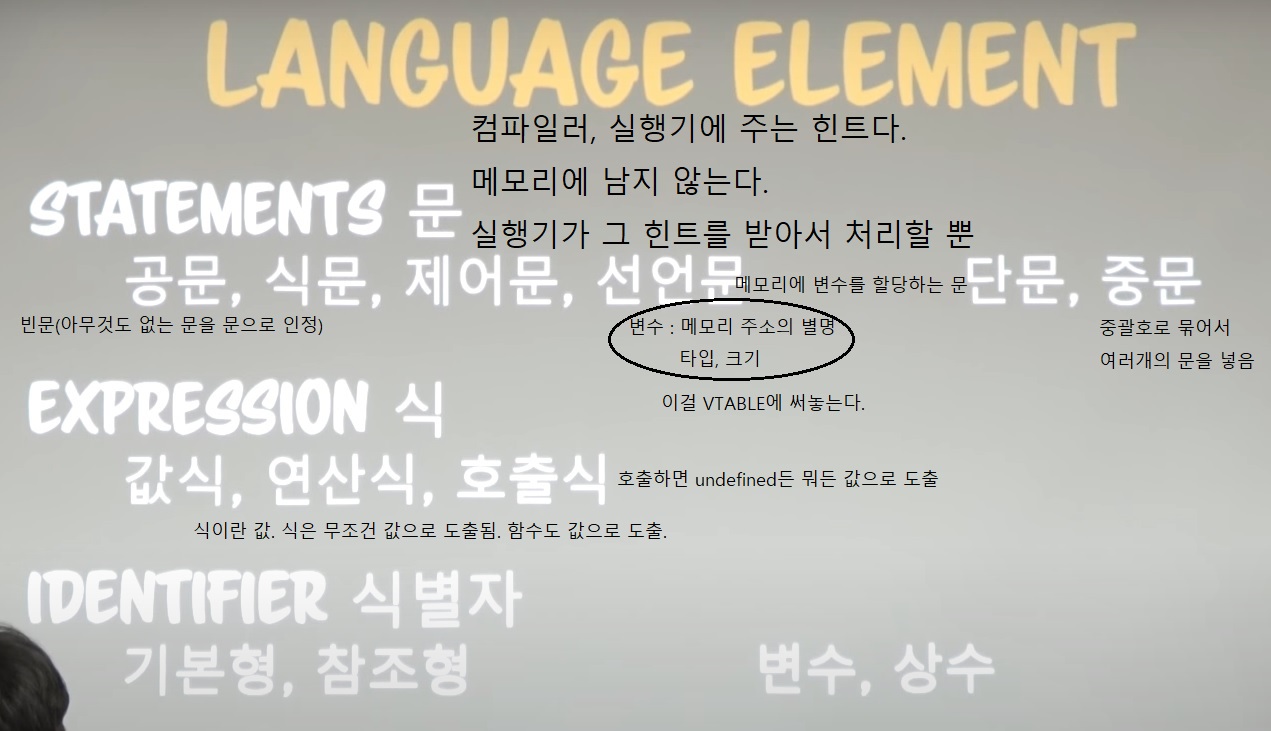 LANGUAGE ELEMENT
컴파일러, 실행기에 주는 힌트다.
메모리에 남지 않는다.
STATEMENTS 문
실행기가 그 힌트를 받아서 처리할 뿐
공문, 식문, 제어문, 선언문
메모리에 변수를 할당하는 문
단문, 중문
빈문(아무것도 없는 문을 문으로 인정)
변수 : 메모리 주소의 별명
타입, 크기
중괄호로 묶어서
여러개의 문을 넣음
이걸 VTABLE에 써놓는다.
EXPRESSION 식
값식, 연산식, 호출식
호출하면 undefined든 뭐든 값으로 도출
식이란 값. 식은 무조건 값으로 도출됨. 함수도 값으로 도출.
IDENTIFIER 식별자
기본형, 참조형
변수, 상수